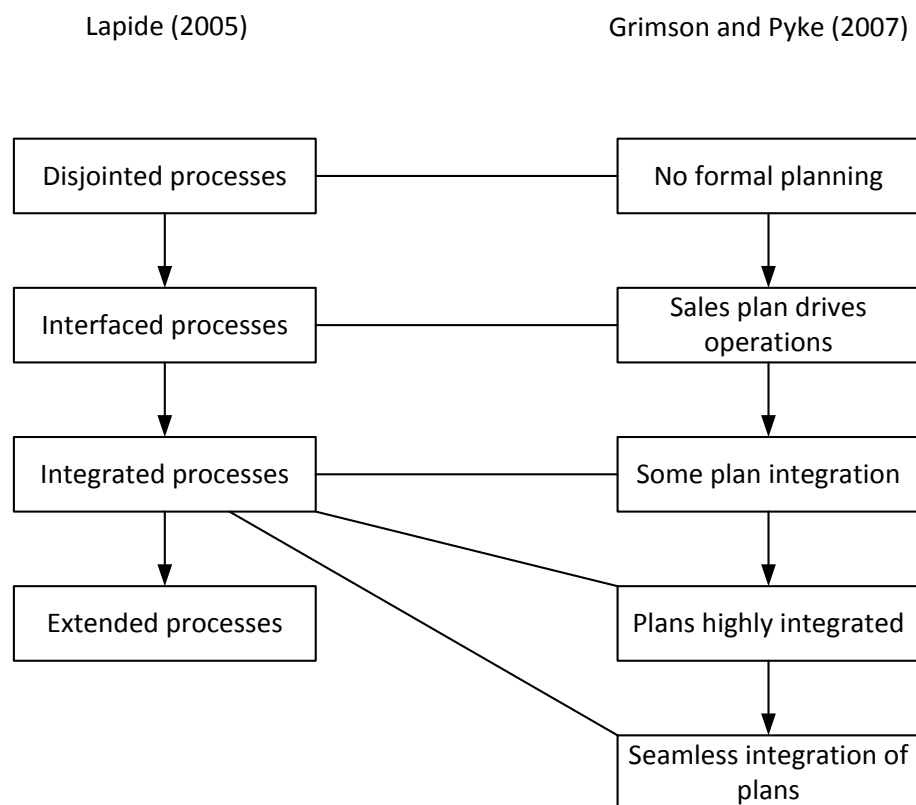 Lapide (2005)
Grimson and Pyke (2007)
Disjointed processes
No formal planning
Interfaced processes
Sales plan drives
operations
Integrated processes
Some plan integration
Extended processes
Plans highly integrated
Seamless integration of
plans